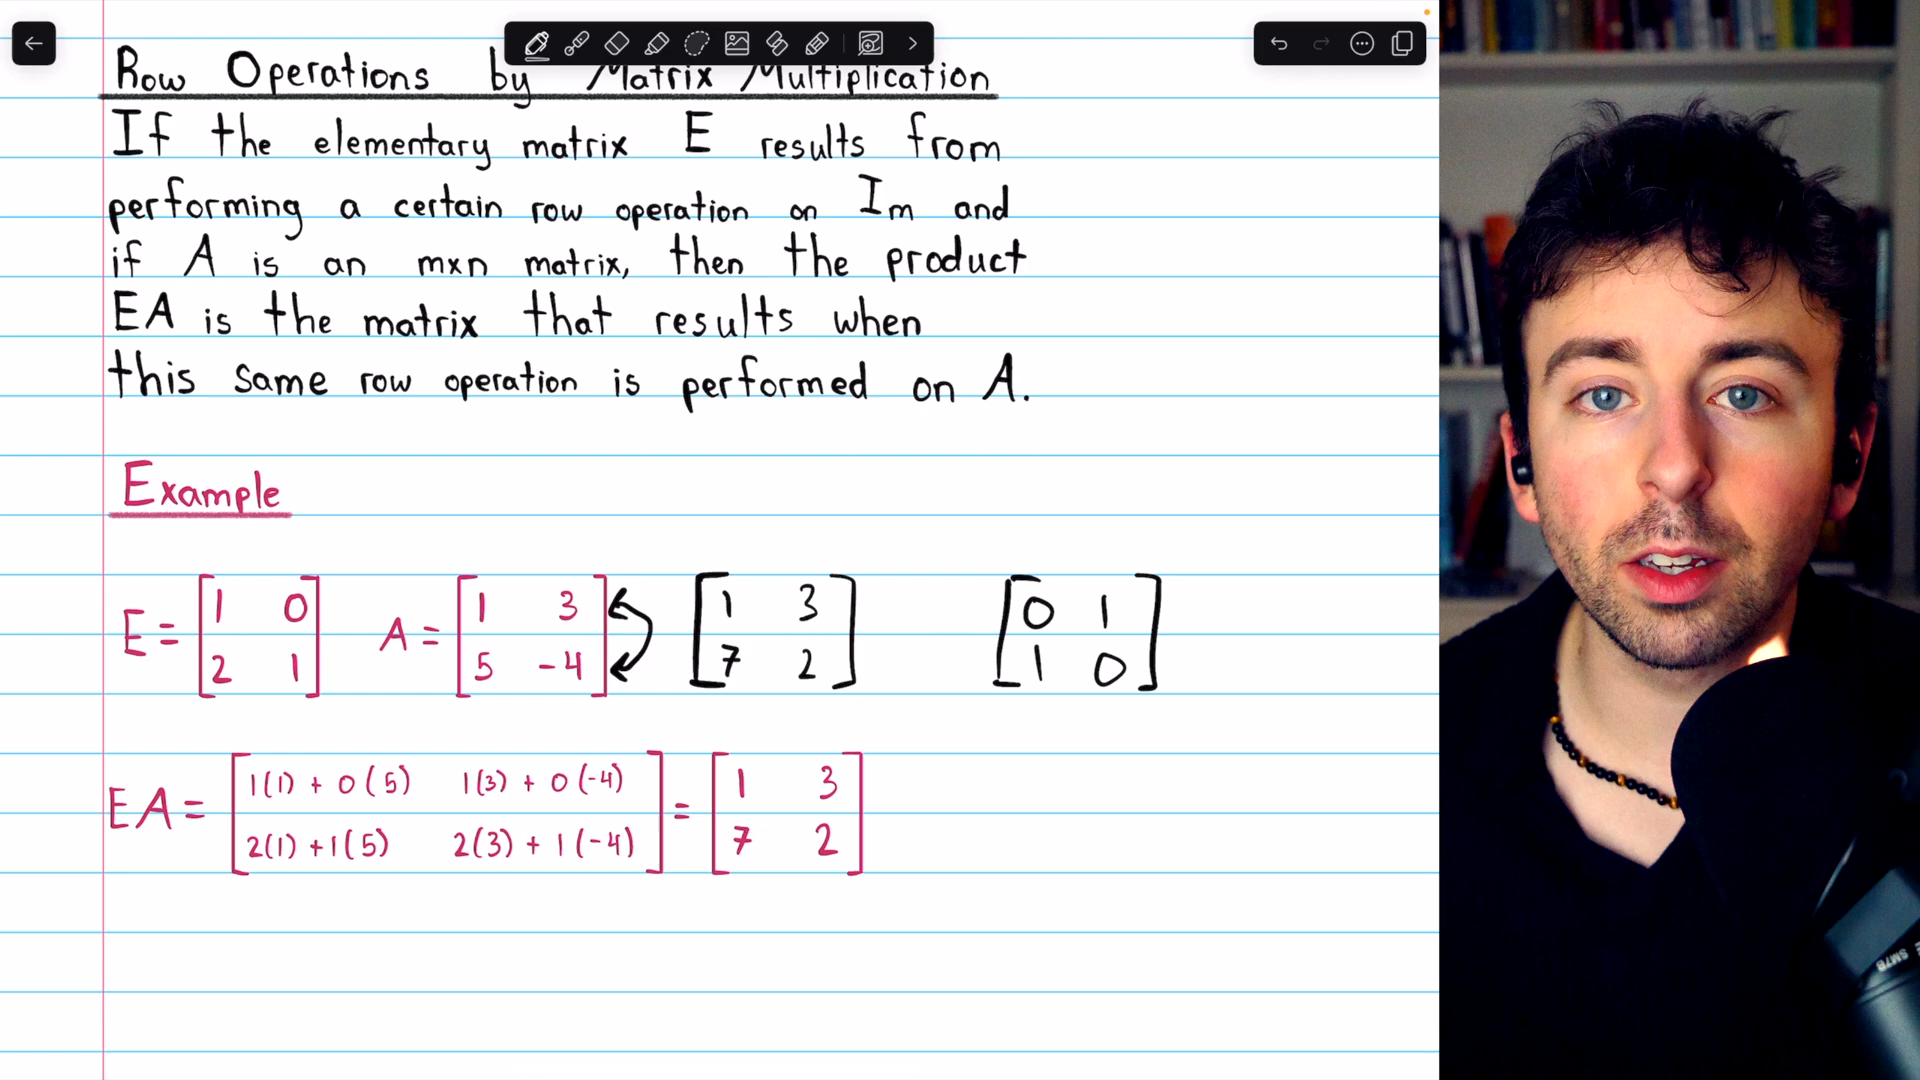 Row Operations by Matrix Multiplication
If the elementary matrix E results from
performing a certain row operation on Im and
if A is an mxn matrix, then the product
EA is the matrix that results when
this same row operation is performed on A.
Example
E = [1 0 A = [1 3 [1 3 [0 1
2 1] 5 -4] 7 2] 1 0]
EA = [1(1) + 0(5) 1(3) + 0(-4) = [1 3
2(1) + 1(5) 2(3) + 1(-4)] 7 2]
SM7B